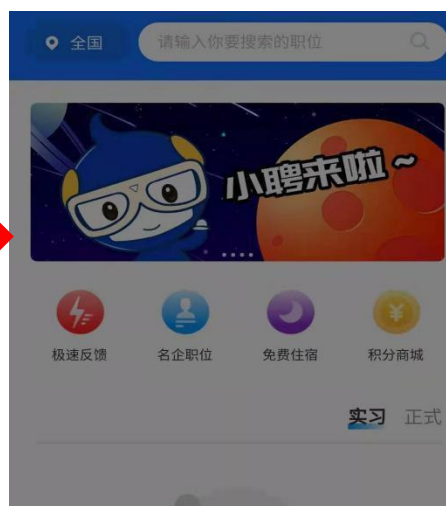 全国 请输入你要搜索的职位
小聘来啦~
极速反馈 名企职位 免费住宿 积分商城
实习 正式